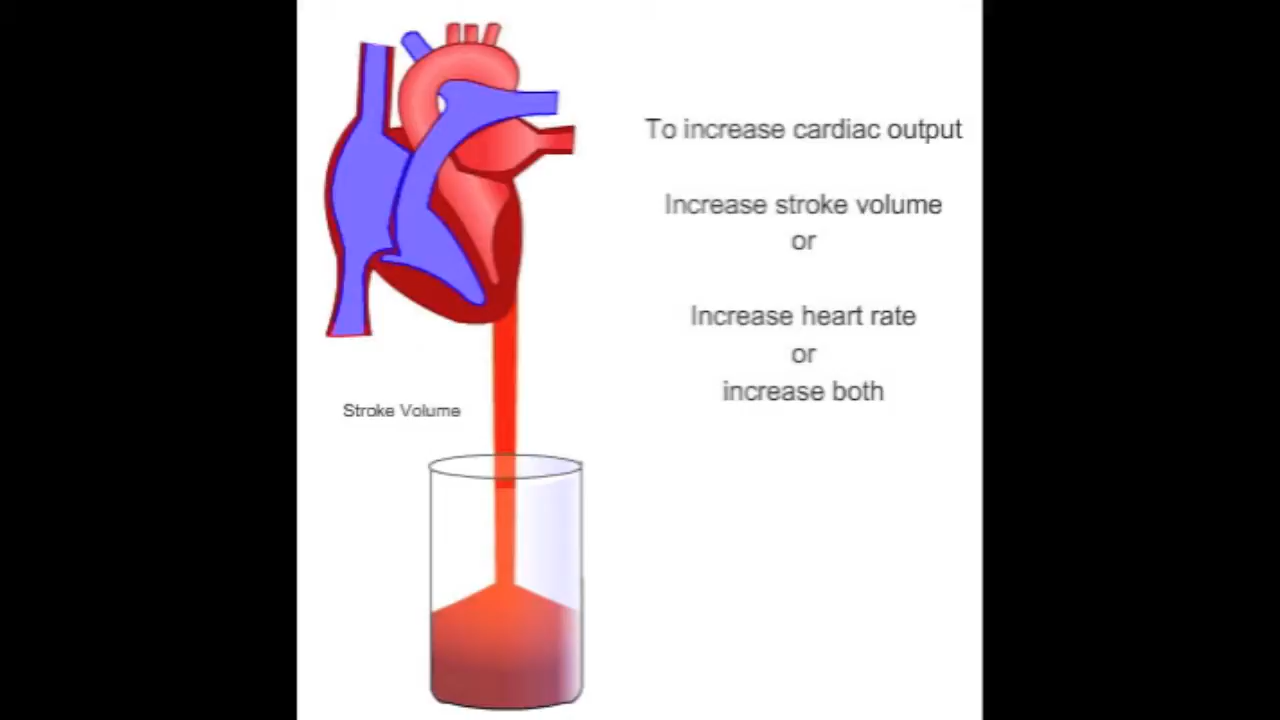 To increase cardiac output
Increase stroke volume
or
Increase heart rate
or
increase both
Stroke Volume